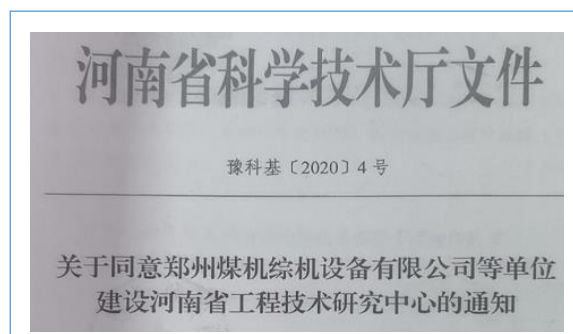 河南省科学技术厅文件
豫科基〔2020〕4号
关于同意郑州煤机综机设备有限公司等单位
建设河南省工程技术研究中心的通知